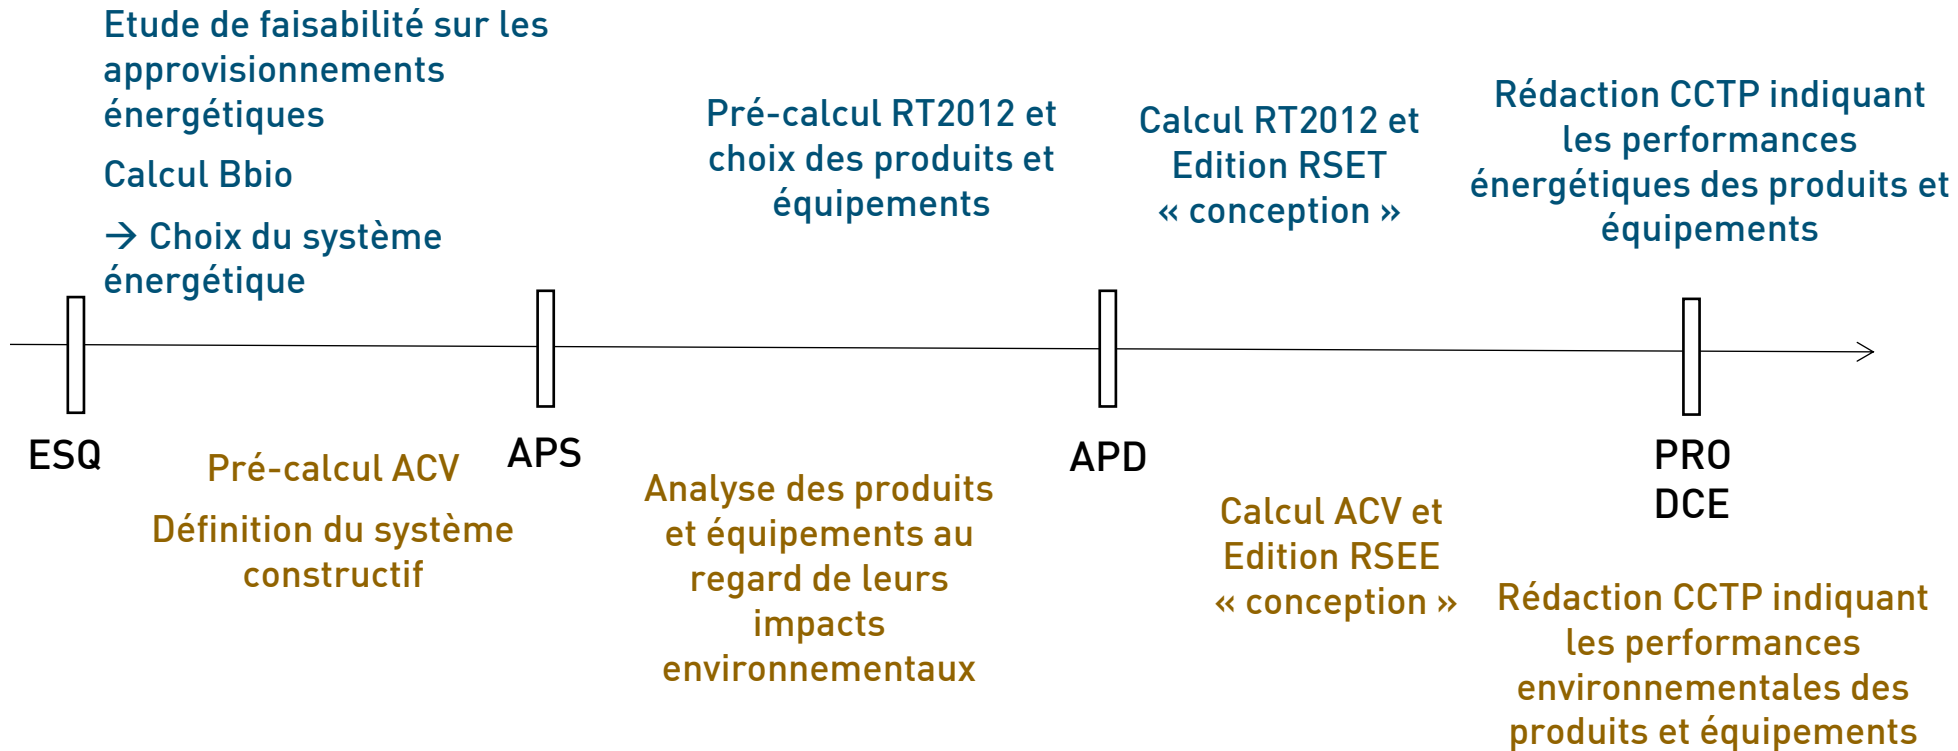 Etude de faisabilité sur les
approvisionnements
énergétiques
Calcul Bbio
→ Choix du système
énergétique
Pré-calcul RT2012 et
choix des produits et
équipements
Calcul RT2012 et
Edition RSET
« conception »
Rédaction CCTP indiquant
les performances
énergétiques des produits et
équipements
ESQ
APS
APD
PRO
DCE
Pré-calcul ACV
Définition du système
constructif
Analyse des produits
et équipements au
regard de leurs
impacts
environnementaux
Calcul ACV et
Edition RSEE
« conception »
Rédaction CCTP indiquant
les performances
environnementales des
produits et équipements